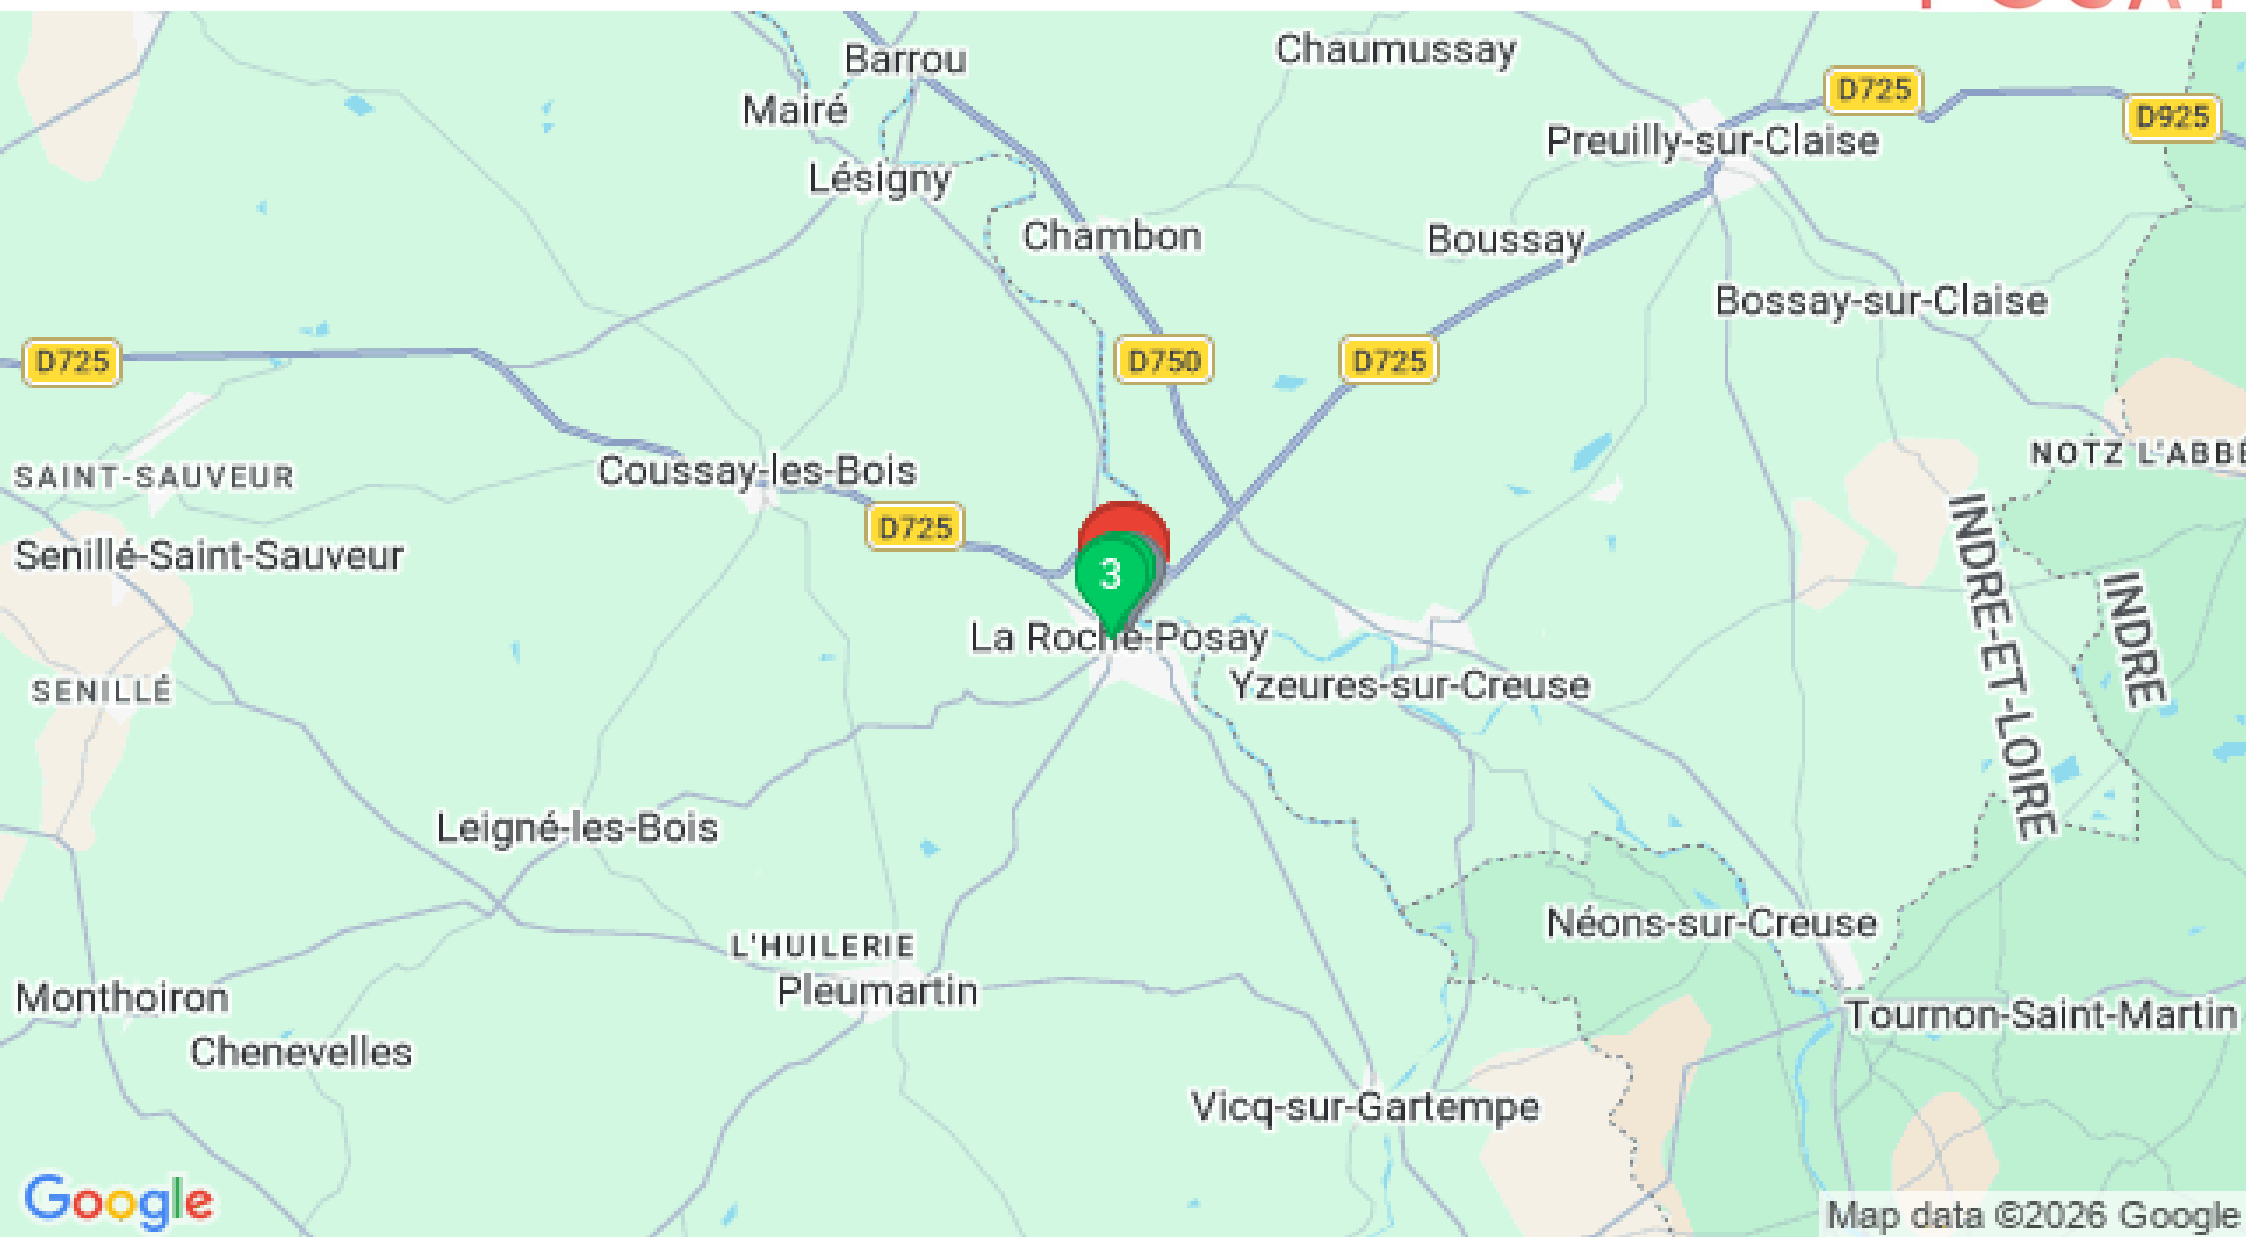 Barrou
Chaumussay
D725
Mairé
D925
Preuilly-sur-Claise
Lésigny
Chambon
Boussay
Bossay-sur-Claise
D725
D750
D725
NOTZ L'ABBÉ
Coussay-les-Bois
SAINT-SAUVEUR
D725
Senillé-Saint-Sauveur
3
INDRE-ET-LOIRE
INDRE
La Roche-Posay
Yzeures-sur-Creuse
SENILLÉ
Leigné-les-Bois
Néons-sur-Creuse
L'HUILERIE
Pleumartin
Monthoiron
Tournon-Saint-Martin
Chenevelles
Vicq-sur-Gartempe
Google
Map data ©2026 Google